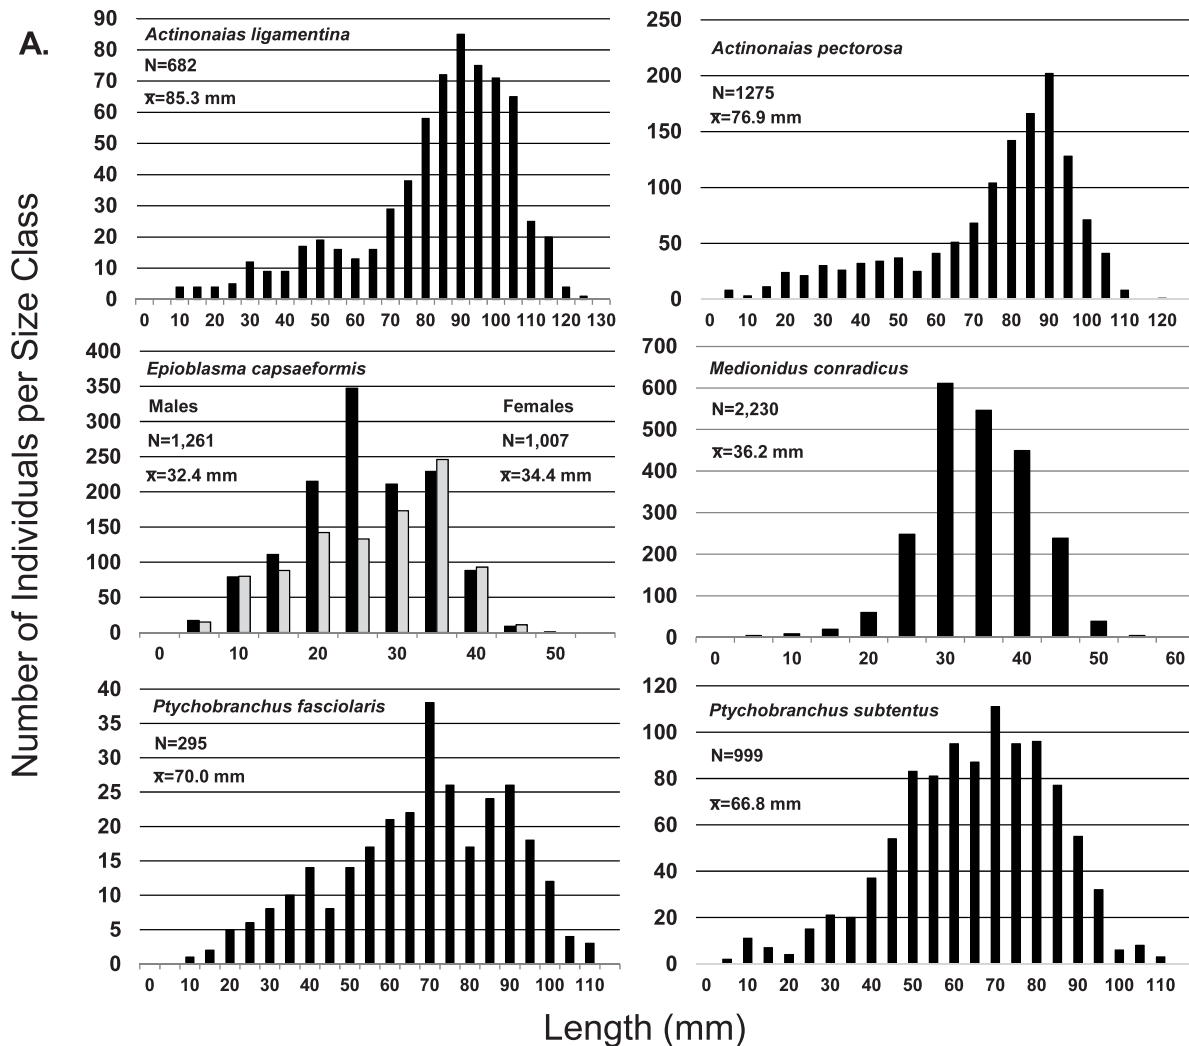 A.
Number of Individuals per Size Class
90
80
70
60
50
40
30
20
10
0
Actinonaias ligamentina
N=682
x̅=85.3 mm
0 10 20 30 40 50 60 70 80 90 100 110 120 130
250
200
150
100
50
0
Actinonaias pectorosa
N=1275
x̅=76.9 mm
0 10 20 30 40 50 60 70 80 90 100 110 120
400
350
300
250
200
150
100
50
0
Epioblasma capsaeformis
Males Females
N=1,261 N=1,007
x̅=32.4 mm x̅=34.4 mm
0 10 20 30 40 50
700
600
500
400
300
200
100
0
Medionidus conradicus
N=2,230
x̅=36.2 mm
0 10 20 30 40 50 60
40
35
30
25
20
15
10
5
0
Ptychobranchus fasciolaris
N=295
x̅=70.0 mm
0 10 20 30 40 50 60 70 80 90 100 110
120
100
80
60
40
20
0
Ptychobranchus subtentus
N=999
x̅=66.8 mm
0 10 20 30 40 50 60 70 80 90 100 110
Length (mm)